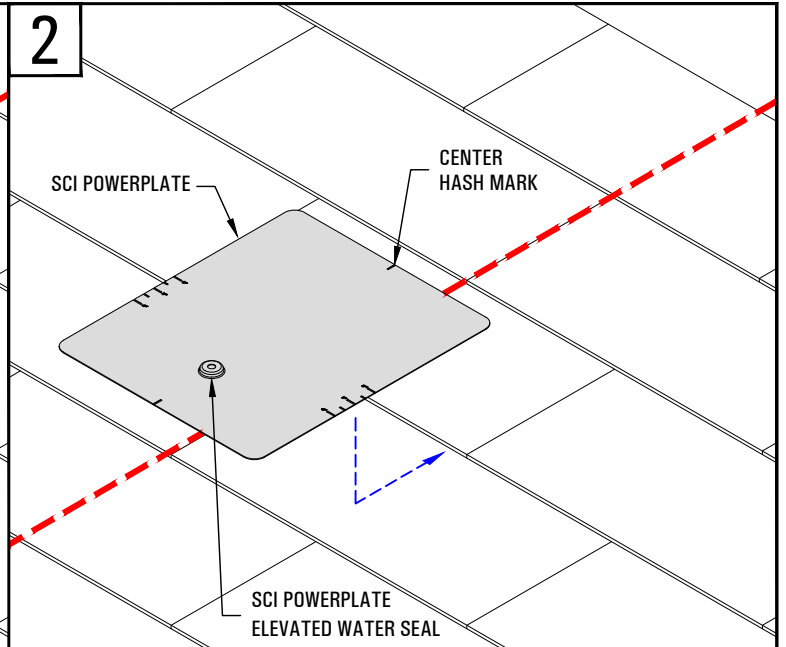 2
SCI POWERPLATE
CENTER
HASH MARK
SCI POWERPLATE
ELEVATED WATER SEAL